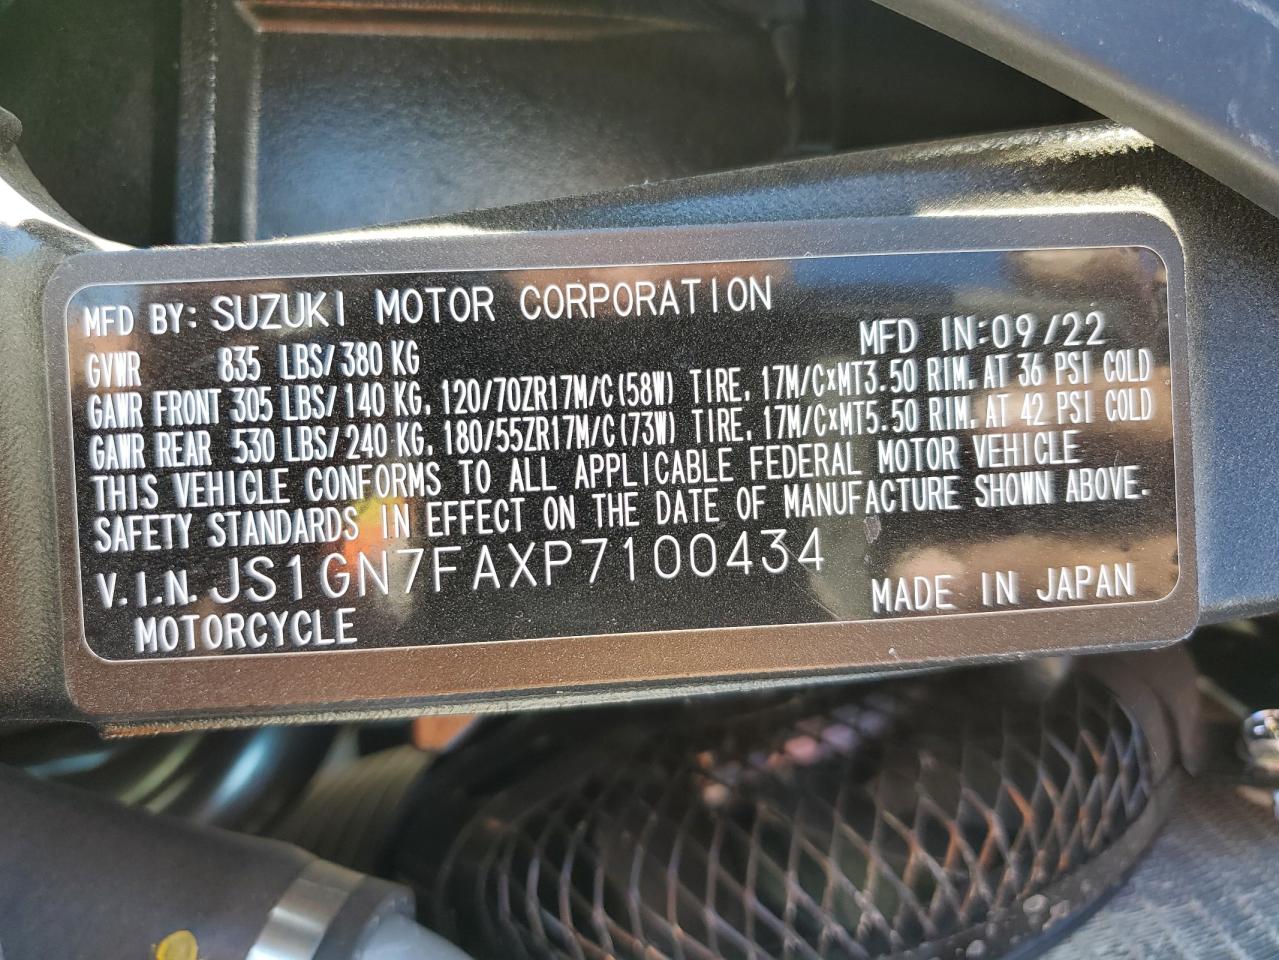 MFD BY: SUZUKI MOTOR CORPORATION
MFD IN: 09/22
GVWR 835 LBS/ 380 KG
GAWR FRONT 305 LBS/ 140 KG. 120/70ZR17M/C(58W) TIRE. 17M/C×MT3.50 RIM. AT 36 PSI COLD
GAWR REAR 530 LBS/ 240 KG. 180/55ZR17M/C(73W) TIRE. 17M/C×MT5.50 RIM. AT 42 PSI COLD
THIS VEHICLE CONFORMS TO ALL APPLICABLE FEDERAL MOTOR VEHICLE
SAFETY STANDARDS IN EFFECT ON THE DATE OF MANUFACTURE SHOWN ABOVE.
V.I.N. JS1GN7FAXP7100434
MOTORCYCLE
MADE IN JAPAN